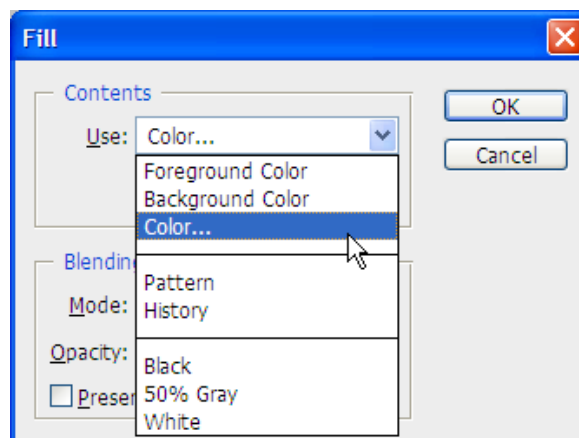 Fill
Contents
OK
Use: Color...
Cancel
Foreground Color
Background Color
Color...
Pattern
Mode:
History
Opacity:
Black
50% Gray
White